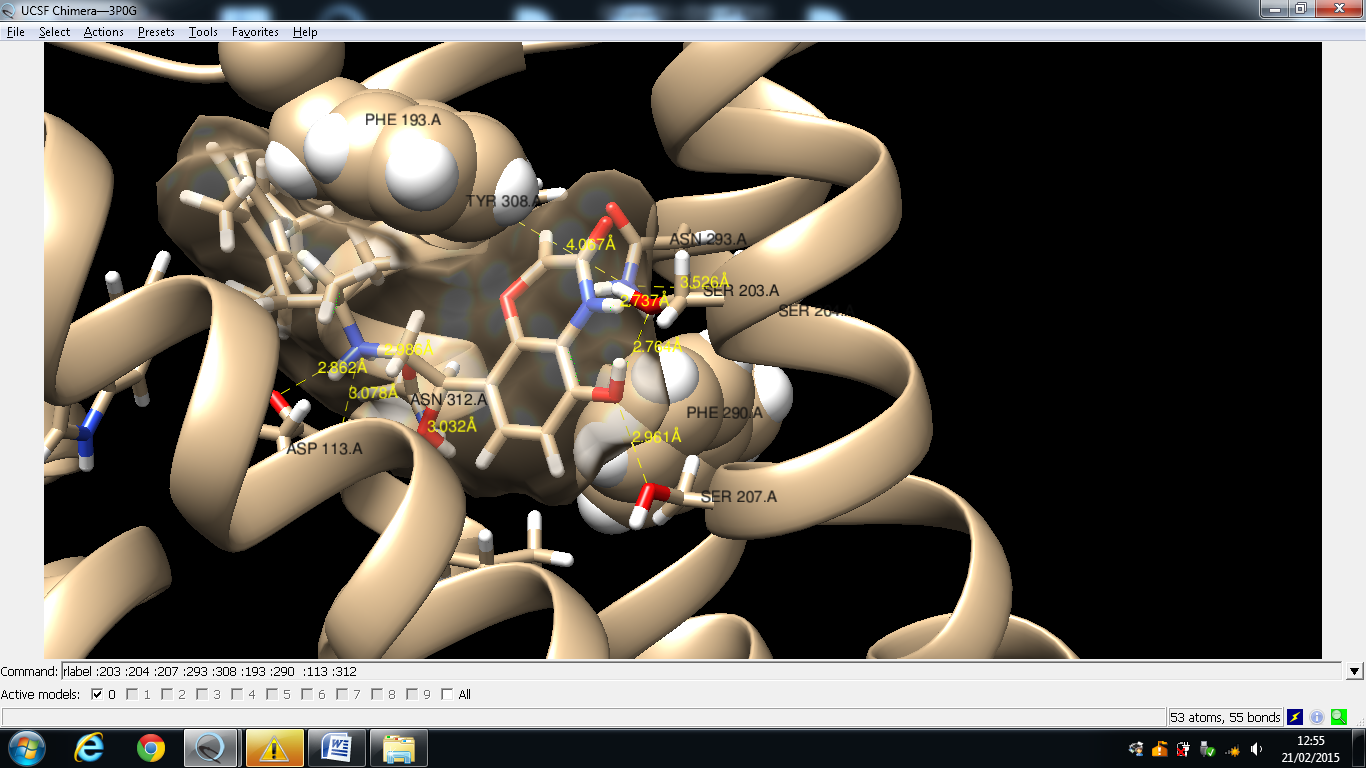 UCSF Chimera—3P0G
File Select Actions Presets Tools Favorites Help
PHE 193.A
TYR 308.A
4.067Å
ASN 293.A
3.526Å
SER 203.A
2.737Å
SER 204.A
2.764Å
2.986Å
2.862Å
3.078Å
ASN 312.A
PHE 290.A
3.032Å
2.961Å
ASP 113.A
SER 207.A
Command: rlabel :203 :204 :207 :293 :308 :193 :290 :113 :312
Active models: 0 1 2 3 4 5 6 7 8 9 All
53 atoms, 55 bonds
12:55
21/02/2015